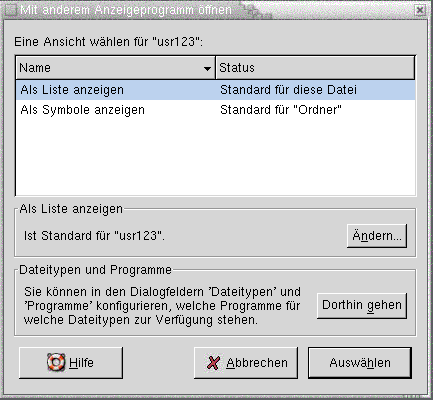 Mit anderem Anzeigeprogramm öffnen
Eine Ansicht wählen für "usr123":
Name Status
Als Liste anzeigen Standard für diese Datei
Als Symbole anzeigen Standard für "Ordner"
Als Liste anzeigen
Ist Standard für "usr123". Ändern...
Dateitypen und Programme
Sie können in den Dialogfeldern 'Dateitypen' und
'Programme' konfigurieren, welche Programme für
welche Dateitypen zur Verfügung stehen.
Dorthin gehen
Hilfe Abbrechen Auswählen